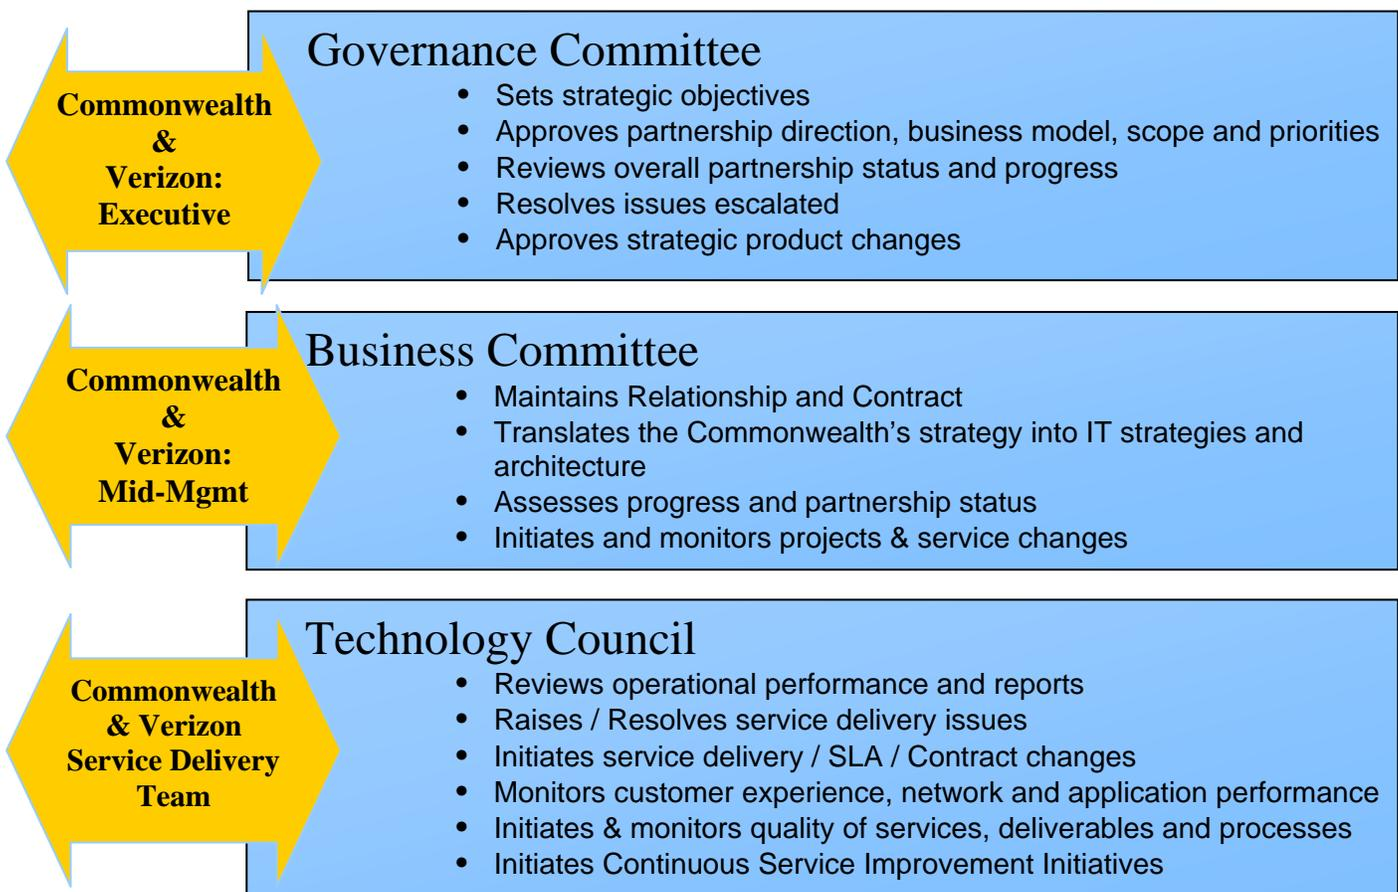 Governance Committee
Commonwealth
&
Verizon:
Executive
• Sets strategic objectives
• Approves partnership direction, business model, scope and priorities
• Reviews overall partnership status and progress
• Resolves issues escalated
• Approves strategic product changes
Business Committee
Commonwealth
&
Verizon:
Mid-Mgmt
• Maintains Relationship and Contract
• Translates the Commonwealth’s strategy into IT strategies and
architecture
• Assesses progress and partnership status
• Initiates and monitors projects & service changes
Technology Council
Commonwealth
& Verizon
Service Delivery
Team
• Reviews operational performance and reports
• Raises / Resolves service delivery issues
• Initiates service delivery / SLA / Contract changes
• Monitors customer experience, network and application performance
• Initiates & monitors quality of services, deliverables and processes
• Initiates Continuous Service Improvement Initiatives